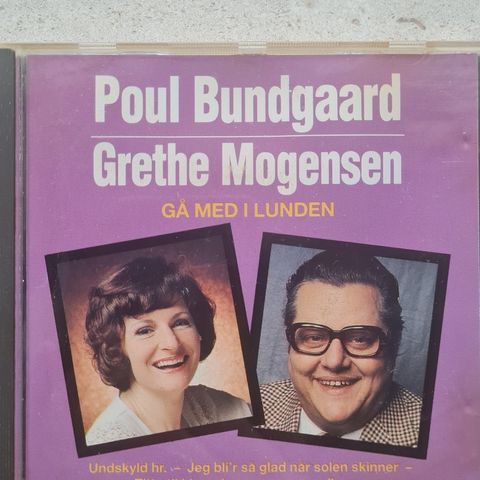 Poul Bundgaard
Grethe Mogensen
GÅ MED I LUNDEN
Undskyld hr. – Jeg bli'r så glad når solen skinner –